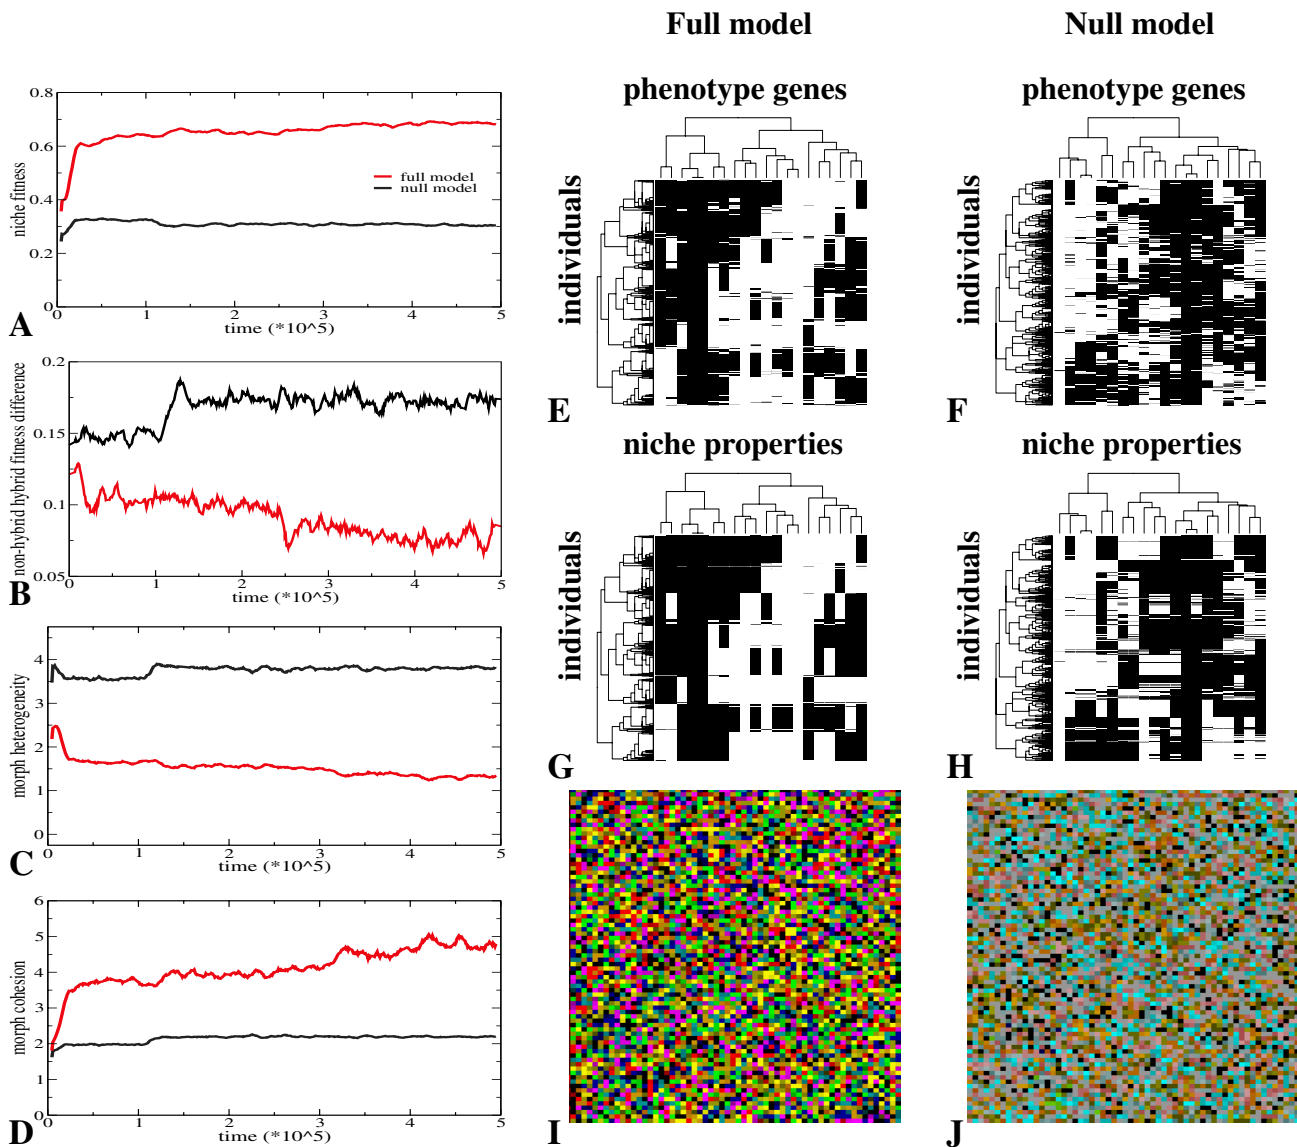 Full model
Null model
phenotype genes
phenotype genes
0.8
0.6
0.4
0.2
0
niche fitness
full model
null model
0
1
2
3
4
5
time (*10^5)
A
individuals
E
individuals
F
0.2
0.15
0.1
0.05
non-hybrid hybrid fitness difference
0
1
2
3
4
5
time (*10^5)
B
niche properties
niche properties
individuals
G
individuals
H
4
3
2
1
0
morph heterogeneity
0
1
2
3
4
5
time (*10^5)
C
6
5
4
3
2
1
0
morph cohesion
0
1
2
3
4
5
time (*10^5)
D
I
J